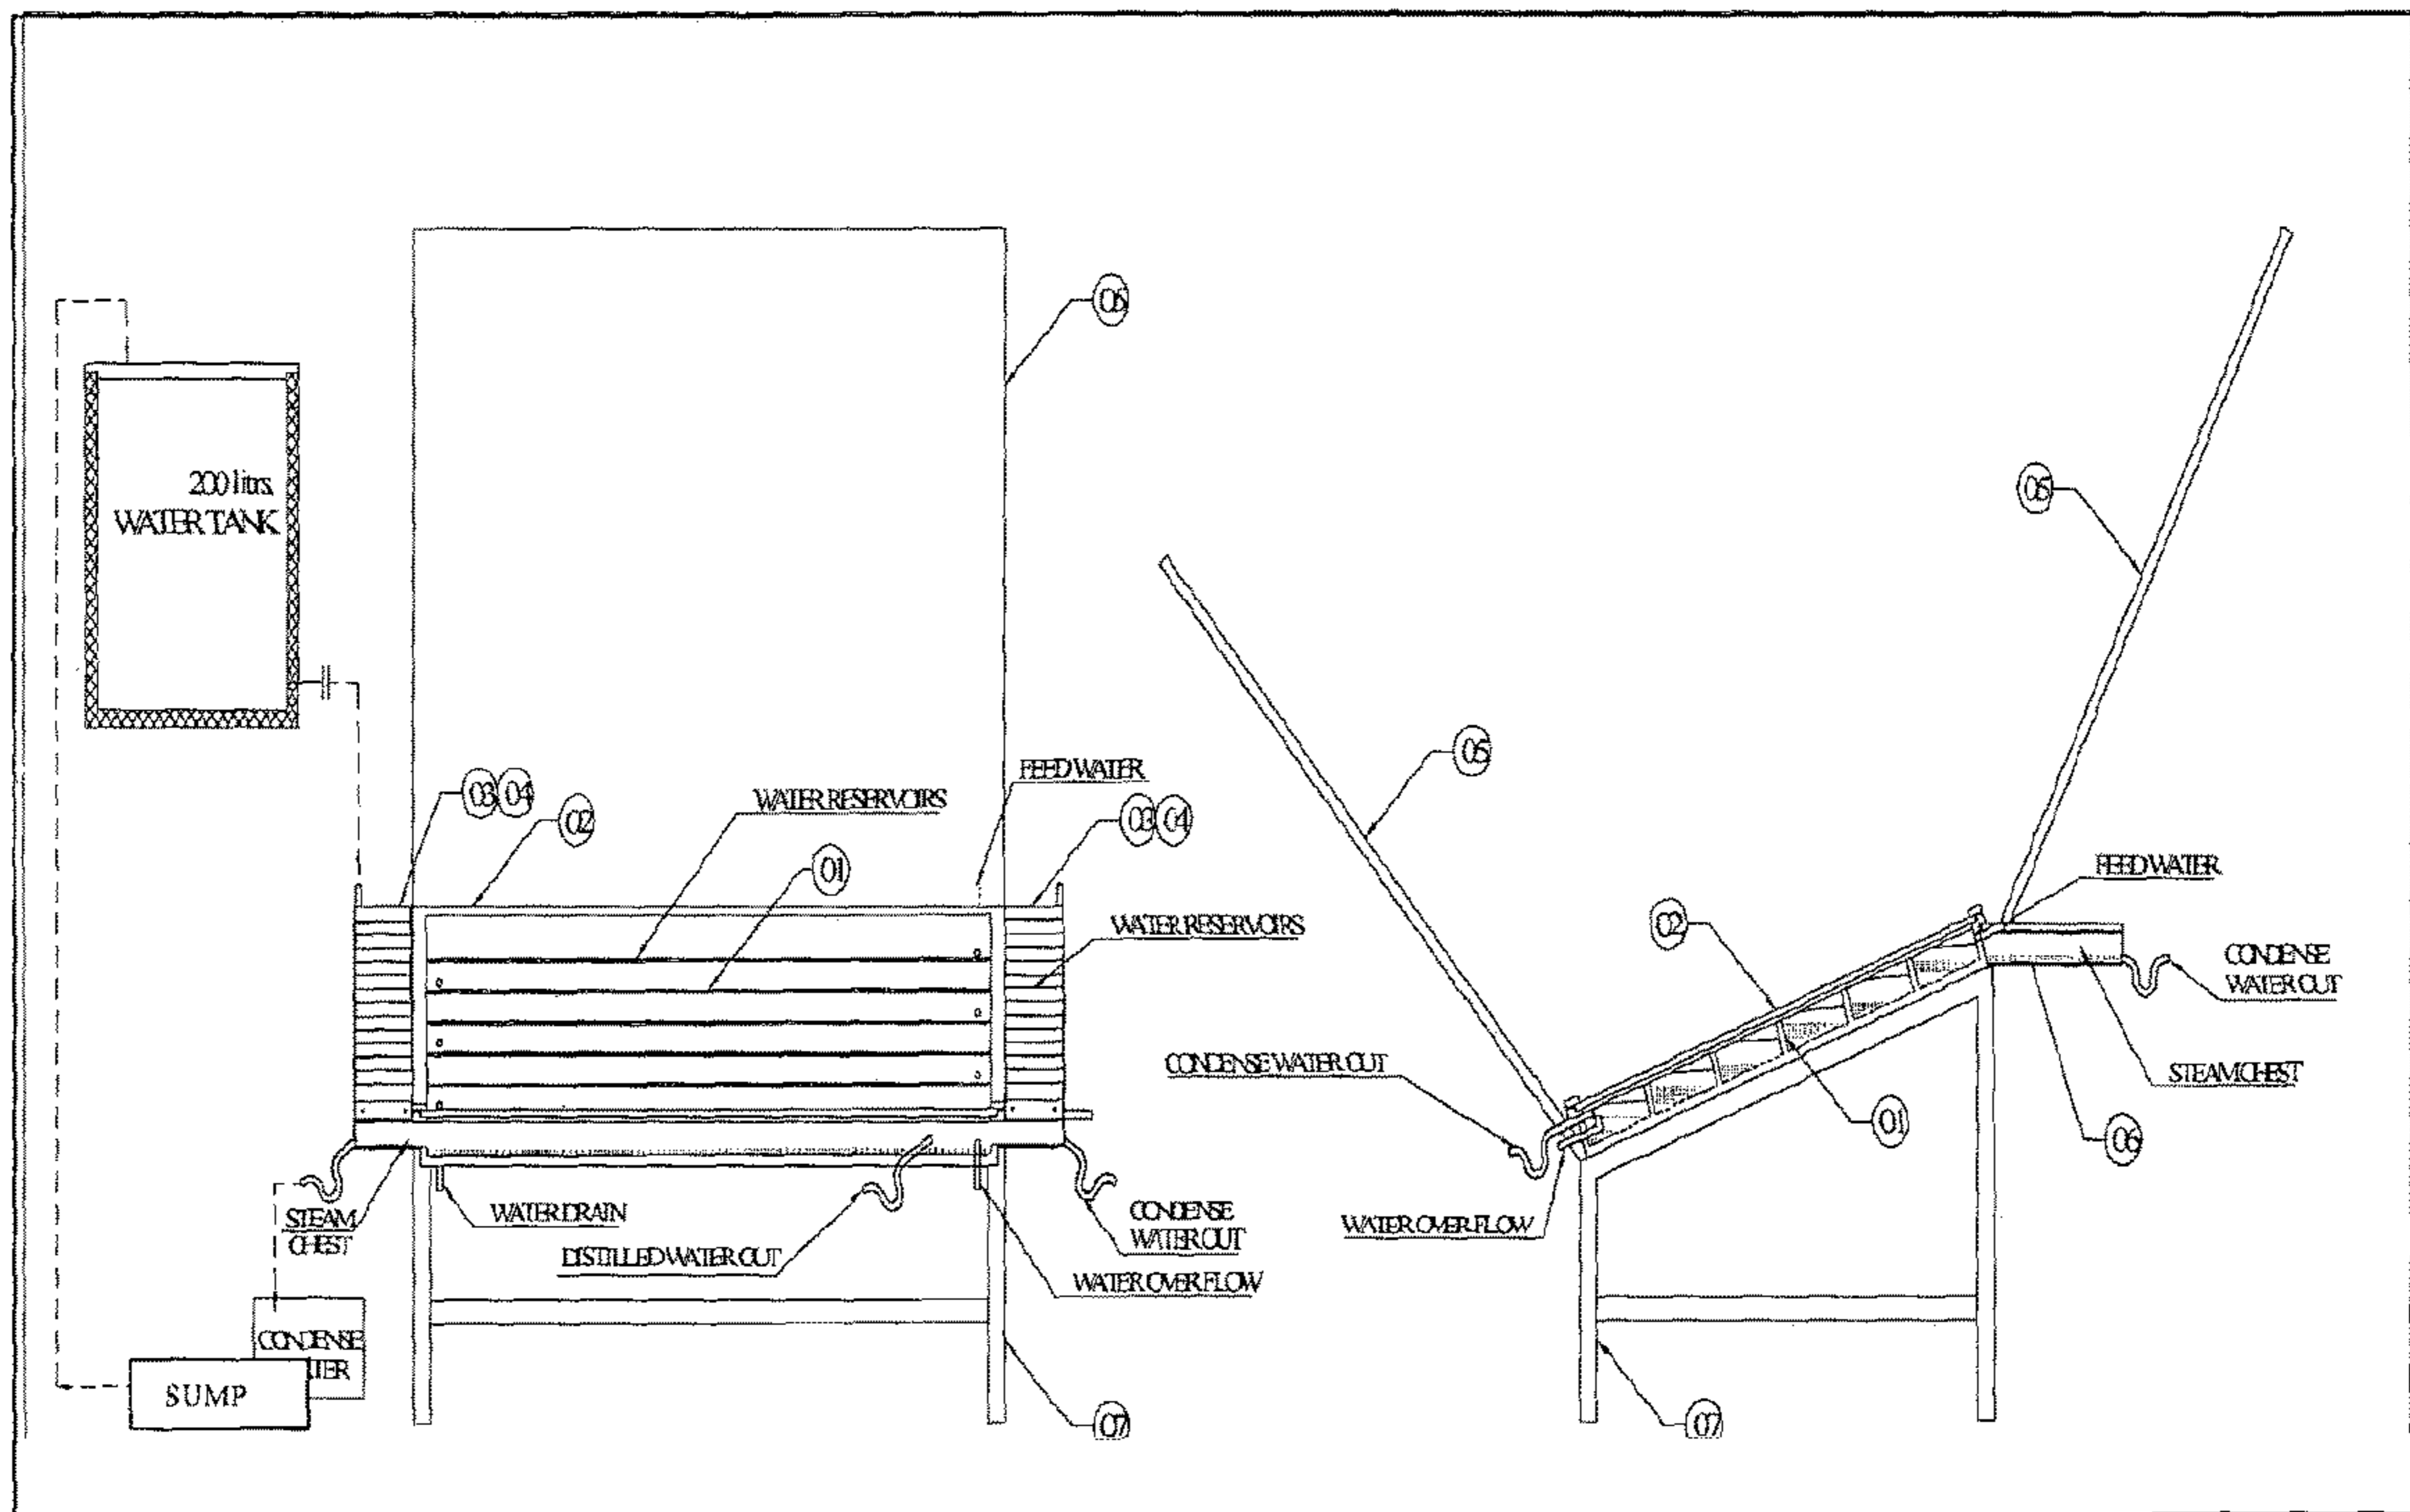 06
05
200 litrs.
WATER TANK
05
FEED WATER
03 04
WATER RESERVOIRS
02
03 04
01
FEED WATER
02
WATER RESERVOIRS
CONDENSE
WATER OUT
CONDENSE WATER OUT
STEAM CHEST
01
06
STEAM
CHEST
WATER DRAIN
CONDENSE
WATER OUT
WATER OVER FLOW
DISTILLED WATER OUT
WATER OVER FLOW
CONDENSE
SUMP
07
07